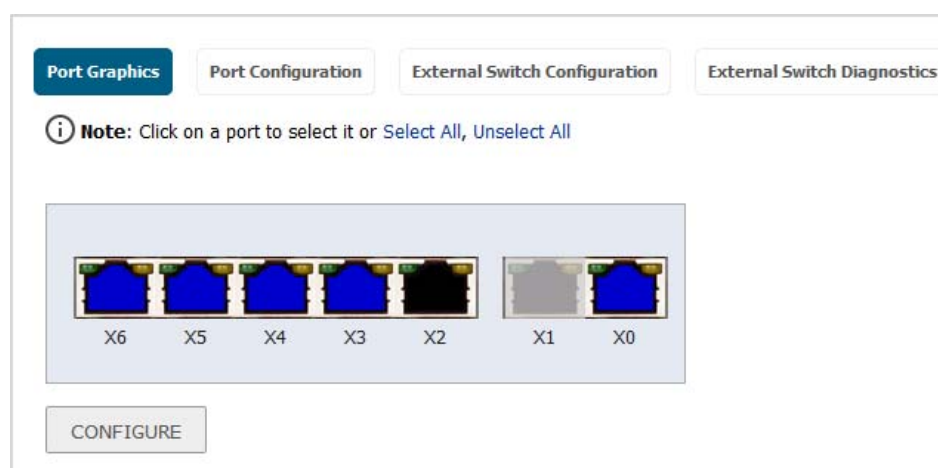 Port Graphics Port Configuration External Switch Configuration External Switch Diagnostics
Note: Click on a port to select it or Select All, Unselect All
X6 X5 X4 X3 X2 X1 X0
CONFIGURE